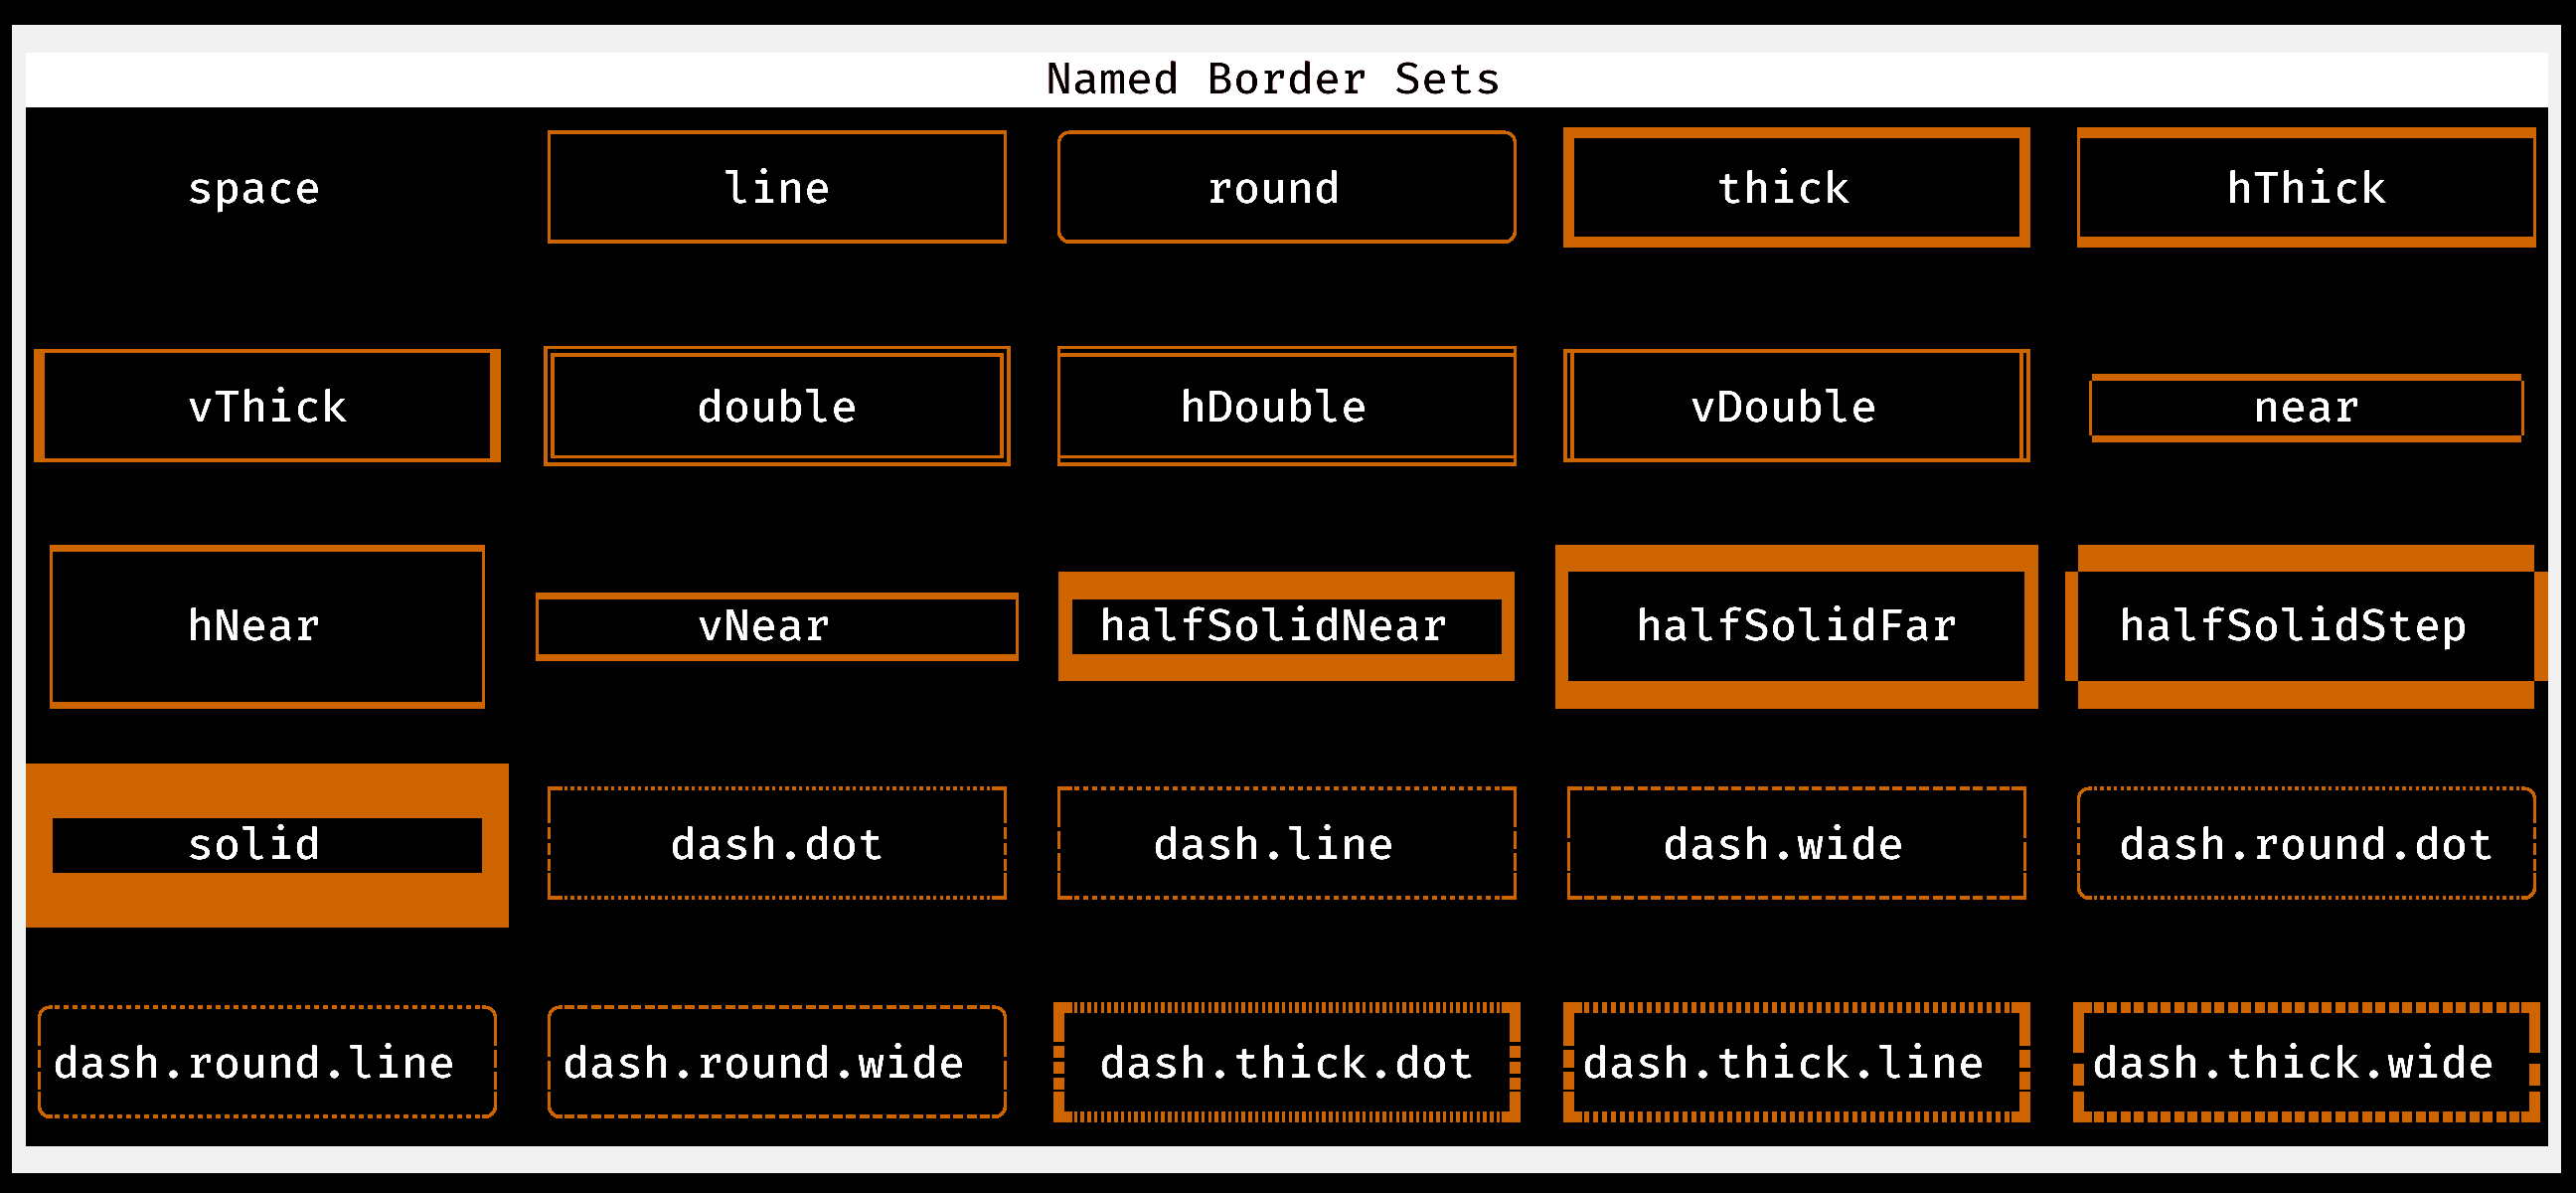 Named Border Sets
space line round thick hThick
vThick double hDouble vDouble near
hNear vNear halfSolidNear halfSolidFar halfSolidStep
solid dash.dot dash.line dash.wide dash.round.dot
dash.round.line dash.round.wide dash.thick.dot dash.thick.line dash.thick.wide